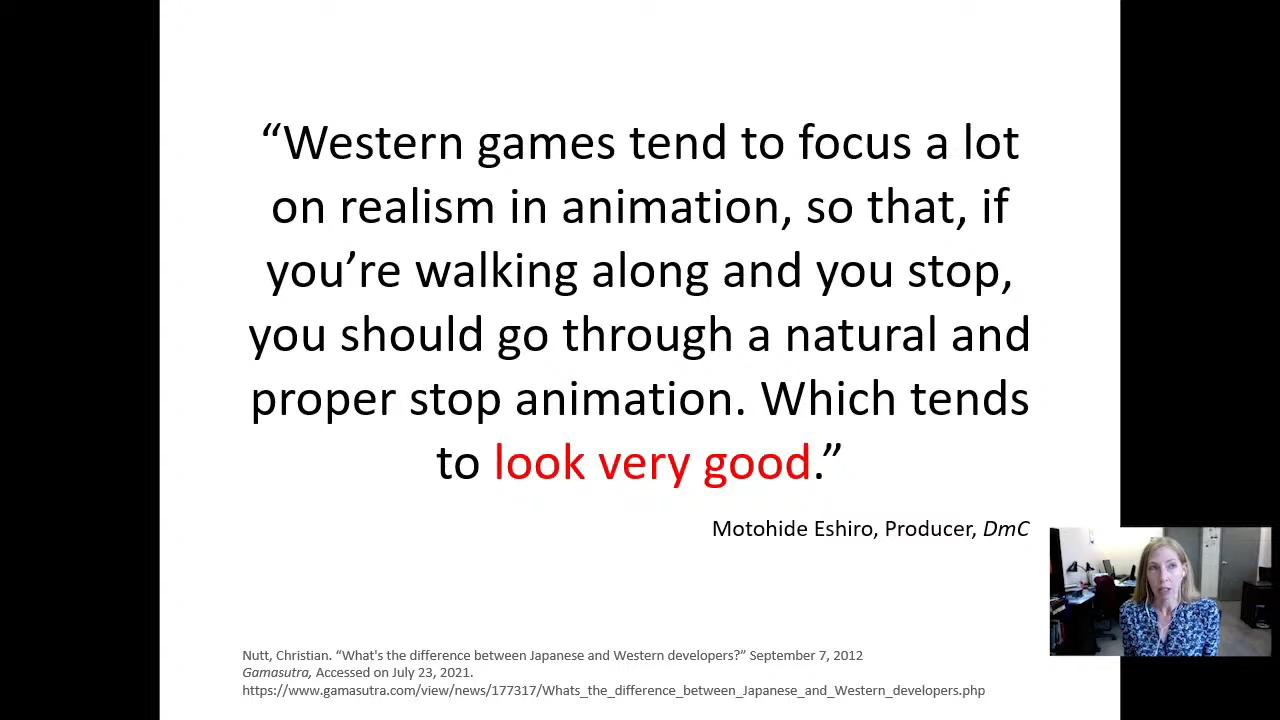 “Western games tend to focus a lot
on realism in animation, so that, if
you’re walking along and you stop,
you should go through a natural and
proper stop animation. Which tends
to look very good.”
Motohide Eshiro, Producer, DmC
Nutt, Christian. “What's the difference between Japanese and Western developers?” September 7, 2012
Gamasutra, Accessed on July 23, 2021.
https://www.gamasutra.com/view/news/177317/Whats_the_difference_between_Japanese_and_Western_developers.php